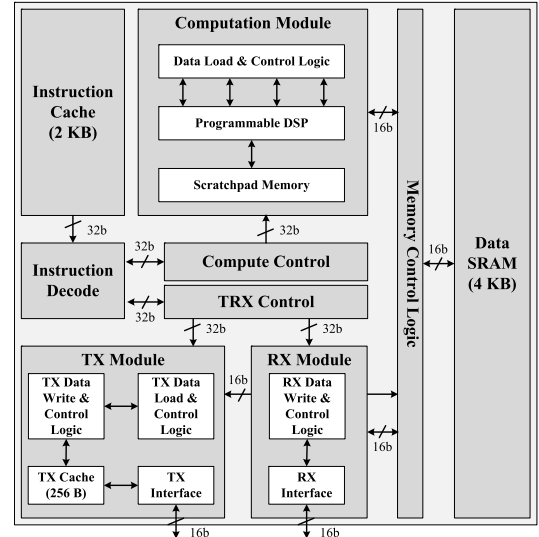 Computation Module
Data Load & Control Logic
Programmable DSP
Scratchpad Memory
Instruction
Cache
(2 KB)
16b
32b
32b
Instruction
Decode
32b
Compute Control
32b
TRX Control
32b
32b
Memory Control Logic
16b
Data
SRAM
(4 KB)
TX Module
TX Data
Write &
Control
Logic
TX Data
Load &
Control
Logic
TX Cache
(256 B)
TX
Interface
16b
16b
RX Module
RX Data
Write &
Control
Logic
RX
Interface
16b
16b